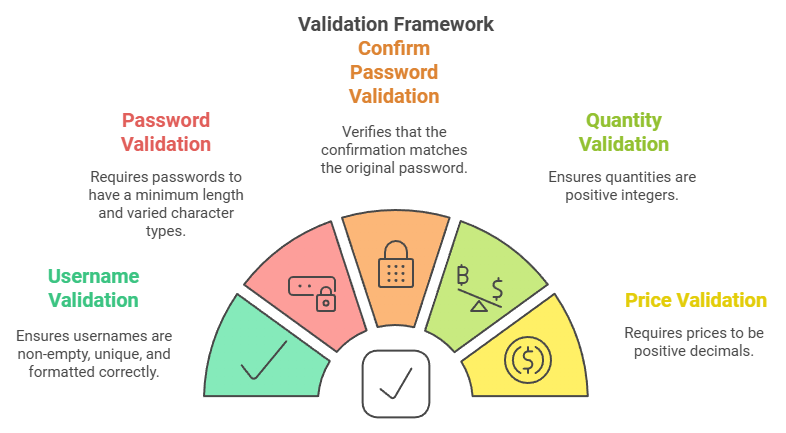 Validation Framework
Confirm
Password
Validation
Verifies that the
confirmation matches
the original password.
Password
Validation
Requires passwords to
have a minimum length
and varied character
types.
Quantity
Validation
Ensures quantities are
positive integers.
Username
Validation
Ensures usernames are
non-empty, unique, and
formatted correctly.
Price Validation
Requires prices to be
positive decimals.